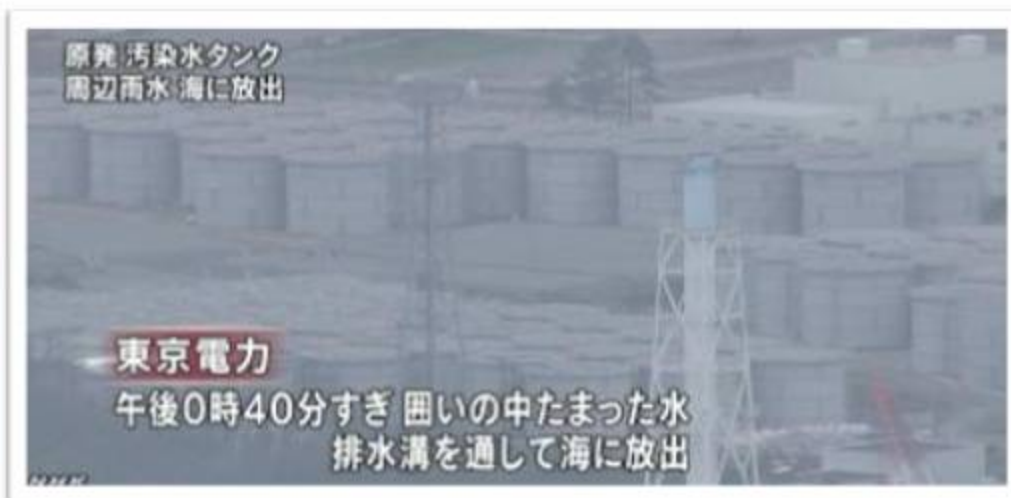 原発 汚染水タンク
周辺雨水 海に放出
東京電力
午後0時40分すぎ 囲いの中たまった水
排水溝を通して海に放出
NHK